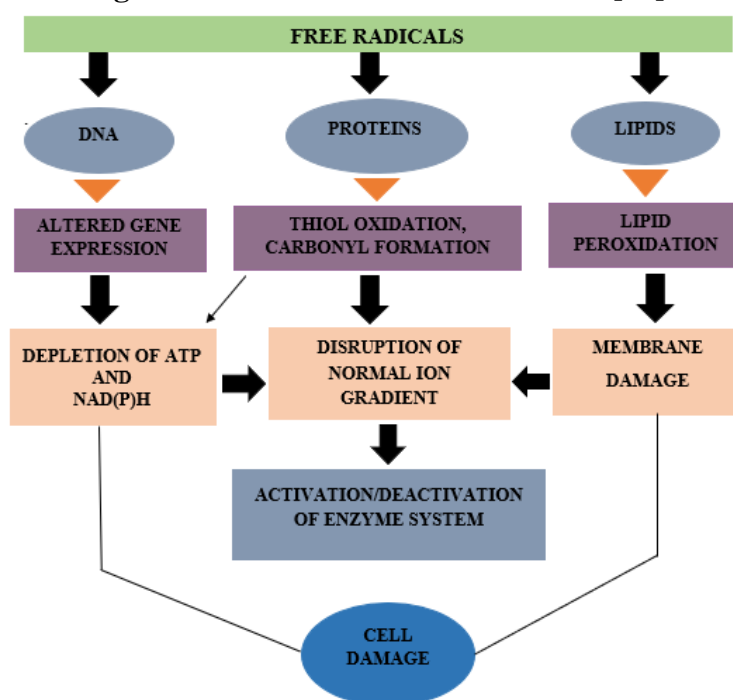 FREE RADICALS
DNA
PROTEINS
LIPIDS
ALTERED GENE
EXPRESSION
THIOL OXIDATION,
CARBONYL FORMATION
LIPID
PEROXIDATION
DEPLETION OF ATP
AND
NAD(P)H
DISRUPTION OF
NORMAL ION
GRADIENT
MEMBRANE
DAMAGE
ACTIVATION/DEACTIVATION
OF ENZYME SYSTEM
CELL
DAMAGE